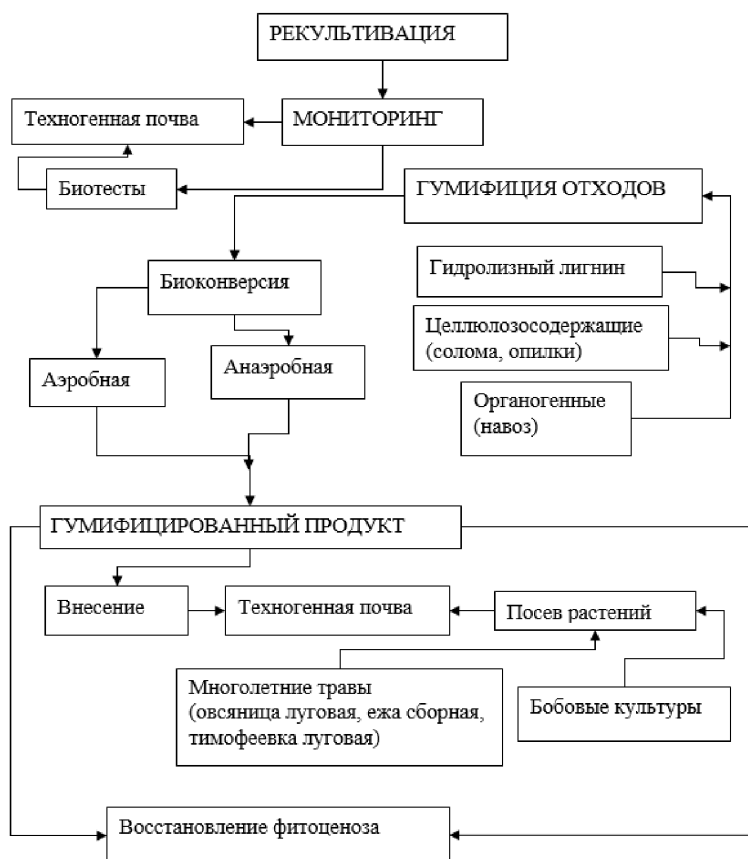 РЕКУЛЬТИВАЦИЯ
Техногенная почва
МОНИТОРИНГ
Биотесты
ГУМИФИЦИЯ ОТХОДОВ
Биоконверсия
Гидролизный лигнин
Целлюлозосодержащие
(солома, опилки)
Аэробная
Анаэробная
Органогенные
(навоз)
ГУМИФИЦИРОВАННЫЙ ПРОДУКТ
Внесение
Техногенная почва
Посев растений
Многолетние травы
(овсяница луговая, ежа сборная,
тимофеевка луговая)
Бобовые культуры
Восстановление фитоценоза